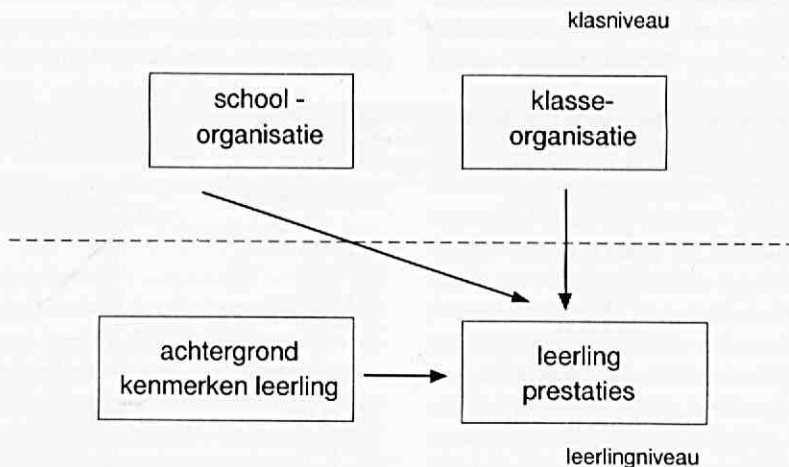 klasniveau
school -
organisatie
klasse-
organisatie
achtergrond
kenmerken leerling
leerling
prestaties
leerlingniveau